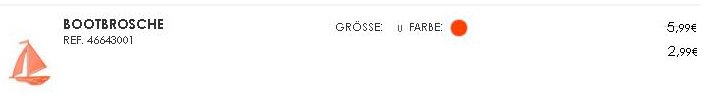 BOOTBROSCHE
REF. 46643001
GRÖSSE: U FARBE:
5,99€
2,99€